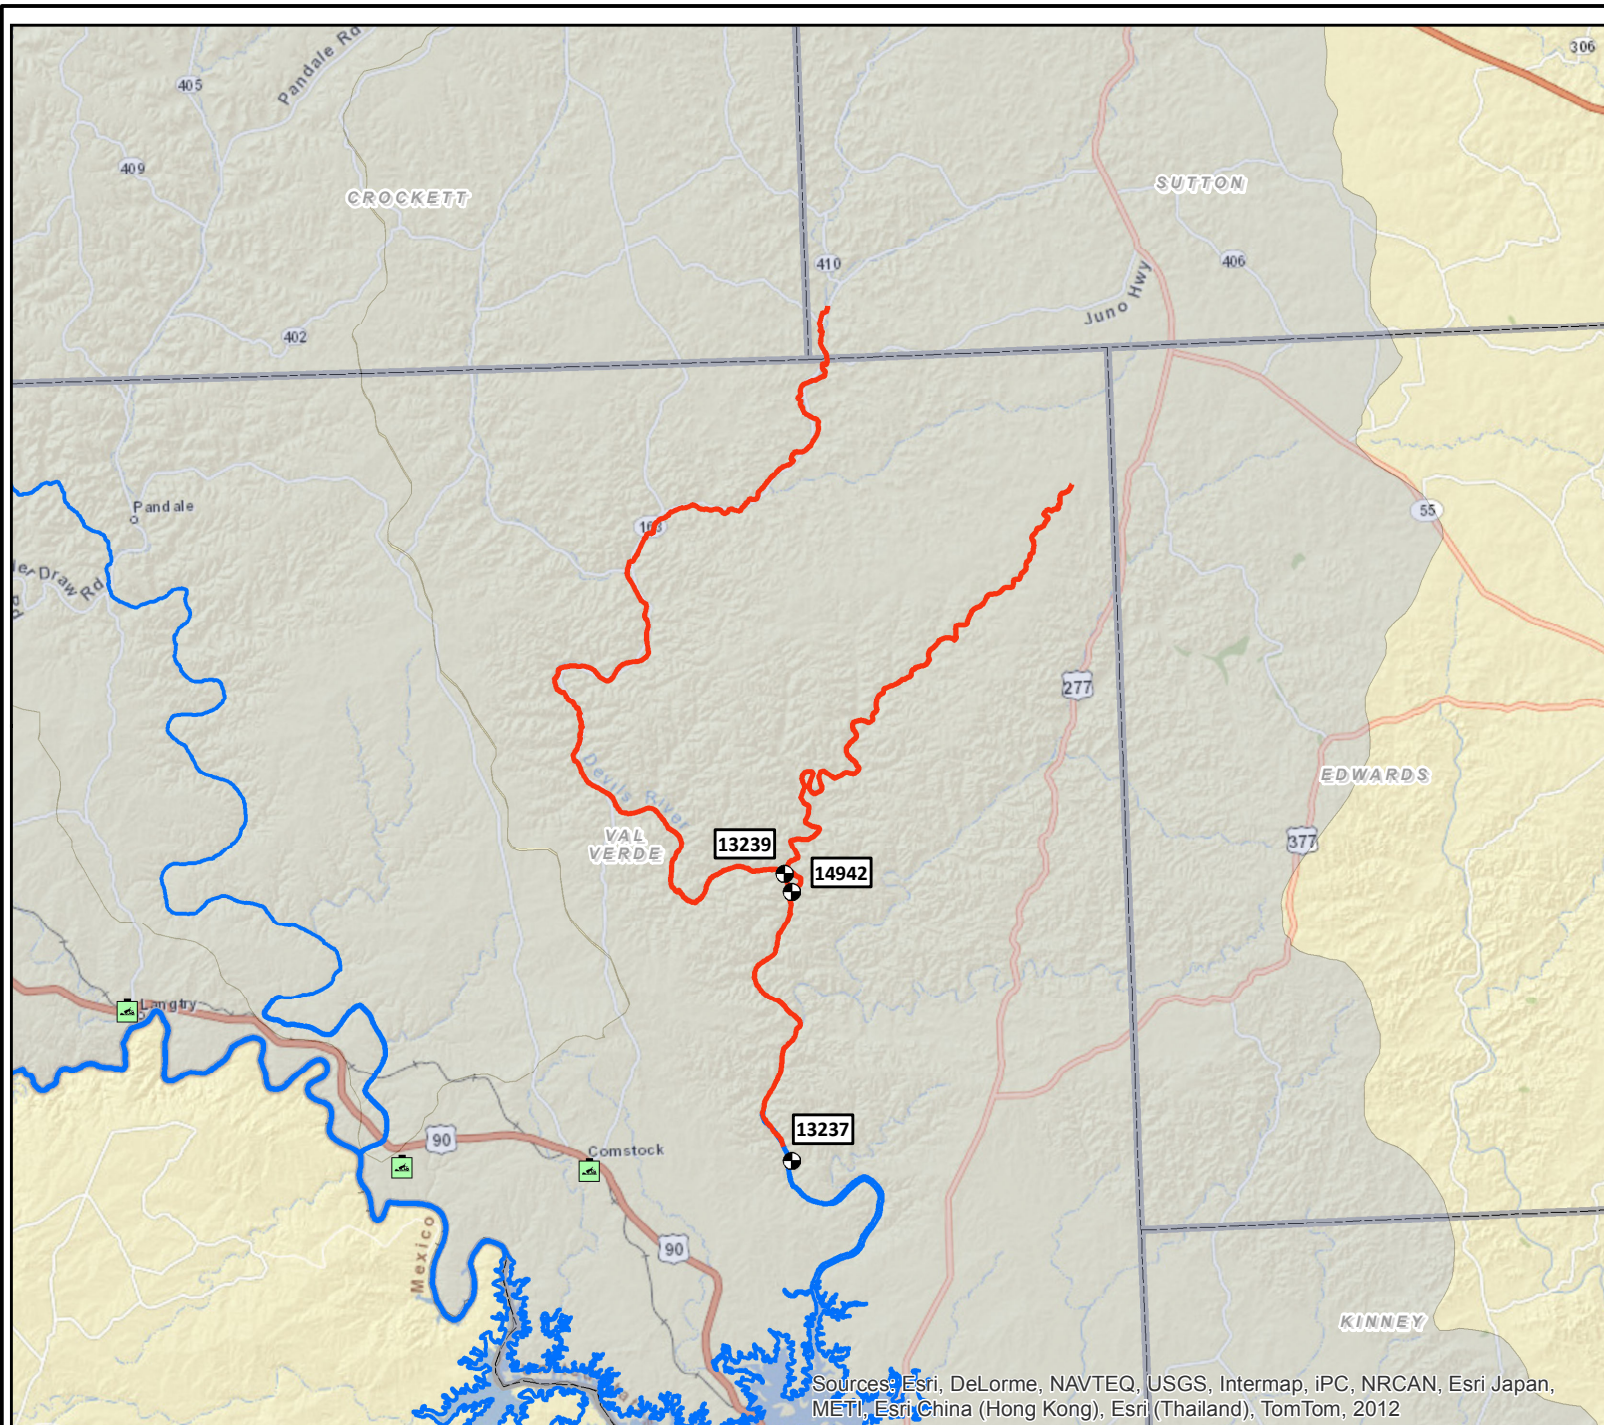 Pandale Rd
306
405
409
CROCKETT
SUTTON
410
406
Juno Hwy
402
Pandale
163
55
Draw Rd
Rd
277
Devils River
EDWARDS
VAL
VERDE
13239
377
14942
Langtry
13237
90
Comstock
Mexico
90
KINNEY
Sources: Esri, DeLorme, NAVTEQ, USGS, Intermap, iPC, NRCAN, Esri Japan,
METI, Esri China (Hong Kong), Esri (Thailand), TomTom, 2012